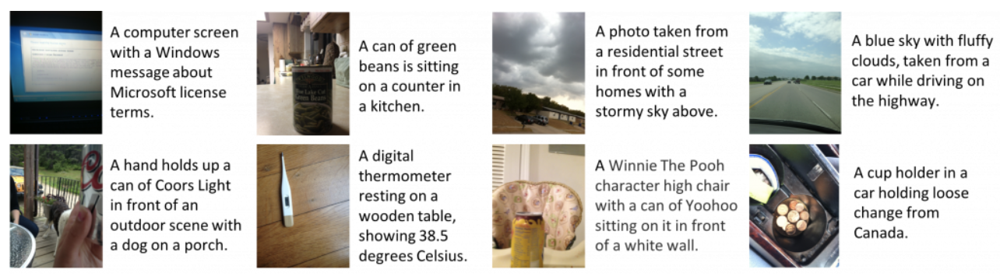 A computer screen
with a Windows
message about
Microsoft license
terms.
A can of green
beans is sitting
on a counter in
a kitchen.
Green Beans
A photo taken from
a residential street
in front of some
homes with a
stormy sky above.
A blue sky with fluffy
clouds, taken from a
car while driving on
the highway.
A hand holds up a
can of Coors Light
in front of an
outdoor scene with
a dog on a porch.
A digital
thermometer
resting on a
wooden table,
showing 38.5
degrees Celsius.
A Winnie The Pooh
character high chair
with a can of Yoohoo
sitting on it in front
of a white wall.
A cup holder in a
car holding loose
change from
Canada.